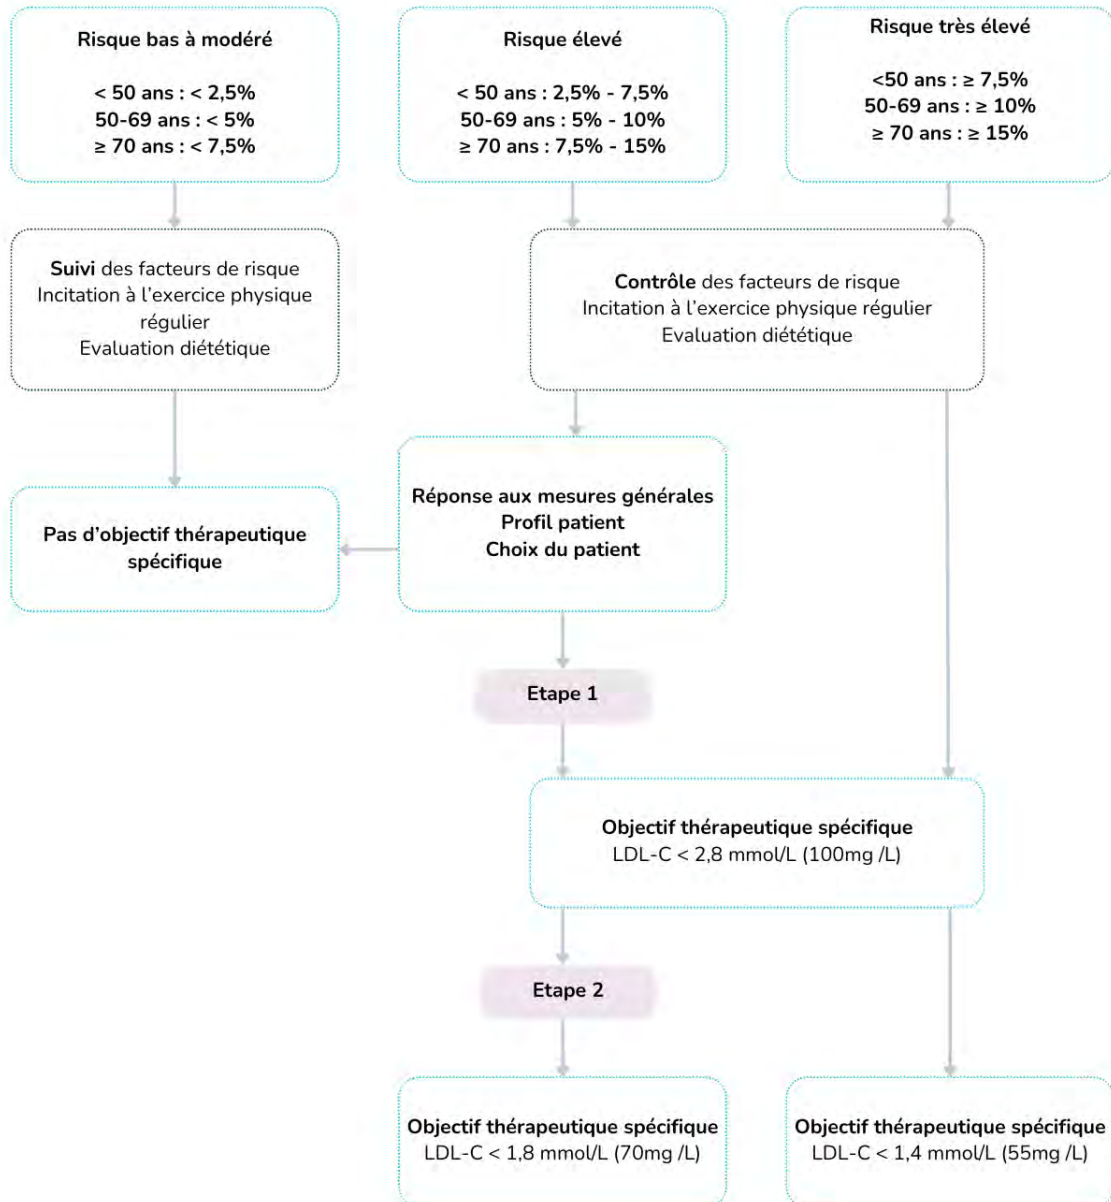 Risque bas à modéré
< 50 ans : < 2,5%
50-69 ans : < 5%
≥ 70 ans : < 7,5%
Risque élevé
< 50 ans : 2,5% - 7,5%
50-69 ans : 5% - 10%
≥ 70 ans : 7,5% - 15%
Risque très élevé
<50 ans : ≥ 7,5%
50-69 ans : ≥ 10%
≥ 70 ans : ≥ 15%
Suivi des facteurs de risque
Incitation à l'exercice physique
régulier
Evaluation diététique
Contrôle des facteurs de risque
Incitation à l'exercice physique régulier
Evaluation diététique
Pas d'objectif thérapeutique
spécifique
Réponse aux mesures générales
Profil patient
Choix du patient
Etape 1
Objectif thérapeutique spécifique
LDL-C < 2,8 mmol/L (100mg /L)
Etape 2
Objectif thérapeutique spécifique
LDL-C < 1,8 mmol/L (70mg /L)
Objectif thérapeutique spécifique
LDL-C < 1,4 mmol/L (55mg /L)